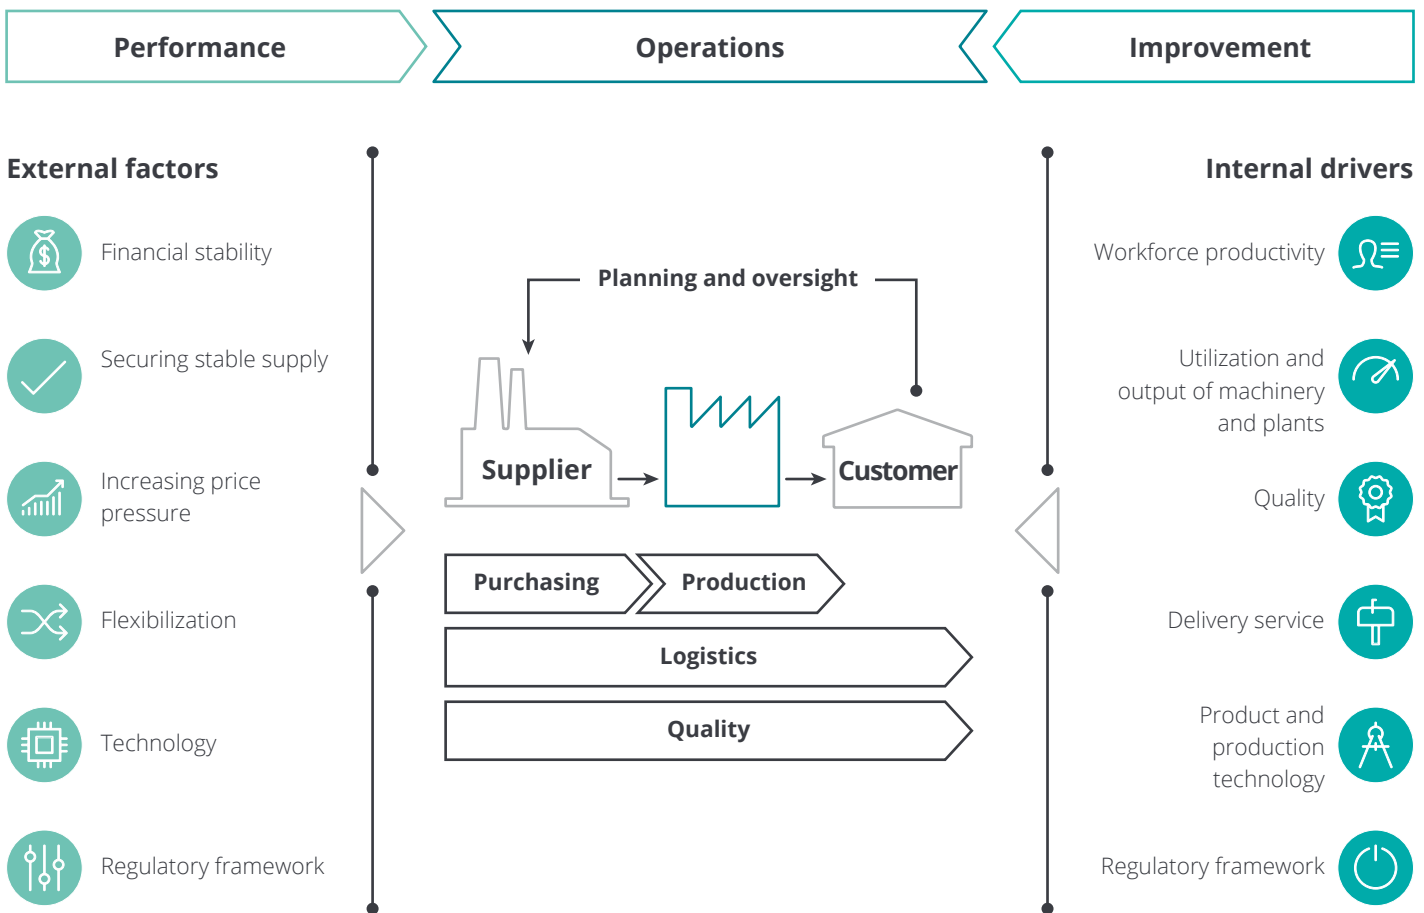 Performance
Operations
Improvement
External factors
Financial stability
Securing stable supply
Increasing price
pressure
Flexibilization
Technology
Regulatory framework
Planning and oversight
Supplier
Customer
Purchasing
Production
Logistics
Quality
Internal drivers
Workforce productivity
Utilization and
output of machinery
and plants
Quality
Delivery service
Product and
production
technology
Regulatory framework